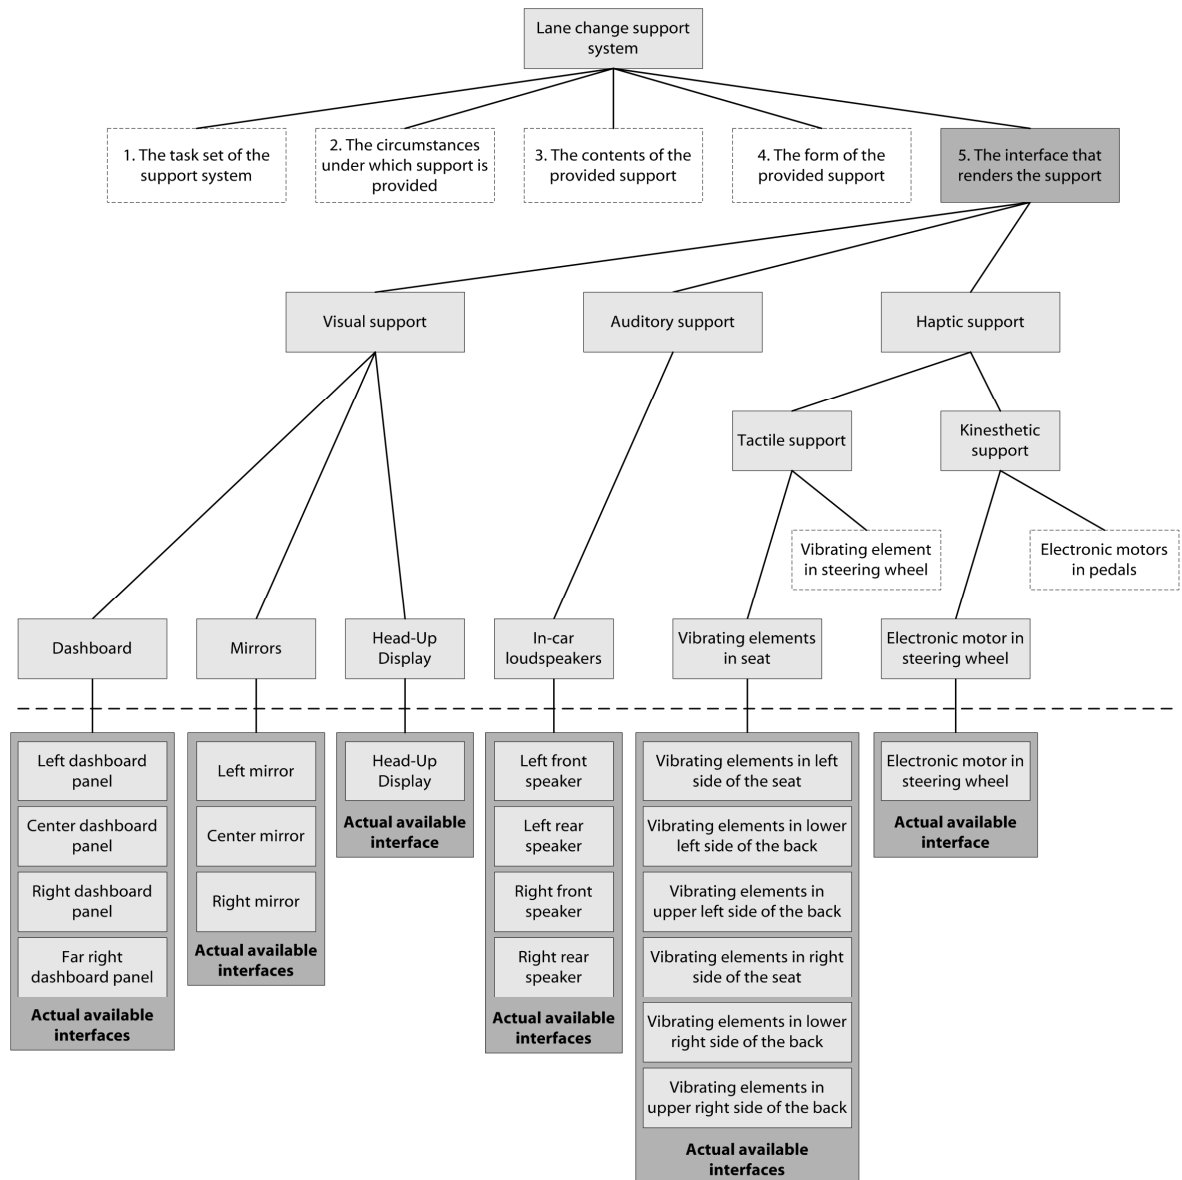 Lane change support
system
1. The task set of the
support system
2. The circumstances
under which support is
provided
3. The contents of the
provided support
4. The form of the
provided support
5. The interface that
renders the support
Visual support
Auditory support
Haptic support
Tactile support
Kinesthetic
support
Vibrating element
in steering wheel
Electronic motors
in pedals
Dashboard
Mirrors
Head-Up
Display
In-car
loudspeakers
Vibrating elements
in seat
Electronic motor in
steering wheel
Left dashboard
panel
Center dashboard
panel
Right dashboard
panel
Far right
dashboard panel
Actual available
interfaces
Left mirror
Center mirror
Right mirror
Actual available
interfaces
Head-Up
Display
Actual available
interface
Left front
speaker
Left rear
speaker
Right front
speaker
Right rear
speaker
Actual available
interfaces
Vibrating elements in left
side of the seat
Vibrating elements in lower
left side of the back
Vibrating elements in
upper left side of the back
Vibrating elements in right
side of the seat
Vibrating elements in lower
right side of the back
Vibrating elements in
upper right side of the back
Actual available
interfaces
Electronic motor in
steering wheel
Actual available
interface